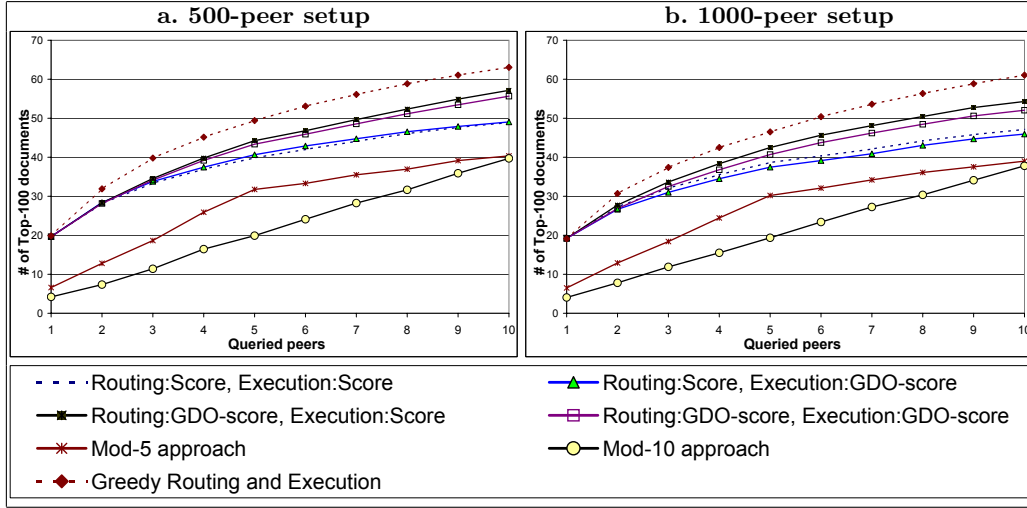 a. 500-peer setup
70
60
50
40
30
20
10
0
# of Top-100 documents
1 2 3 4 5 6 7 8 9 10
Queried peers
b. 1000-peer setup
70
60
50
40
30
20
10
0
# of Top-100 documents
1 2 3 4 5 6 7 8 9 10
Queried peers
Routing:Score, Execution:Score
Routing:Score, Execution:GDO-score
Routing:GDO-score, Execution:Score
Routing:GDO-score, Execution:GDO-score
Mod-5 approach
Mod-10 approach
Greedy Routing and Execution